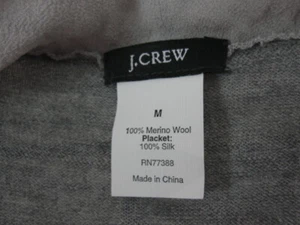 J.CREW
M
100% Merino Wool
Placket:
100% Silk
RN77388
Made in China